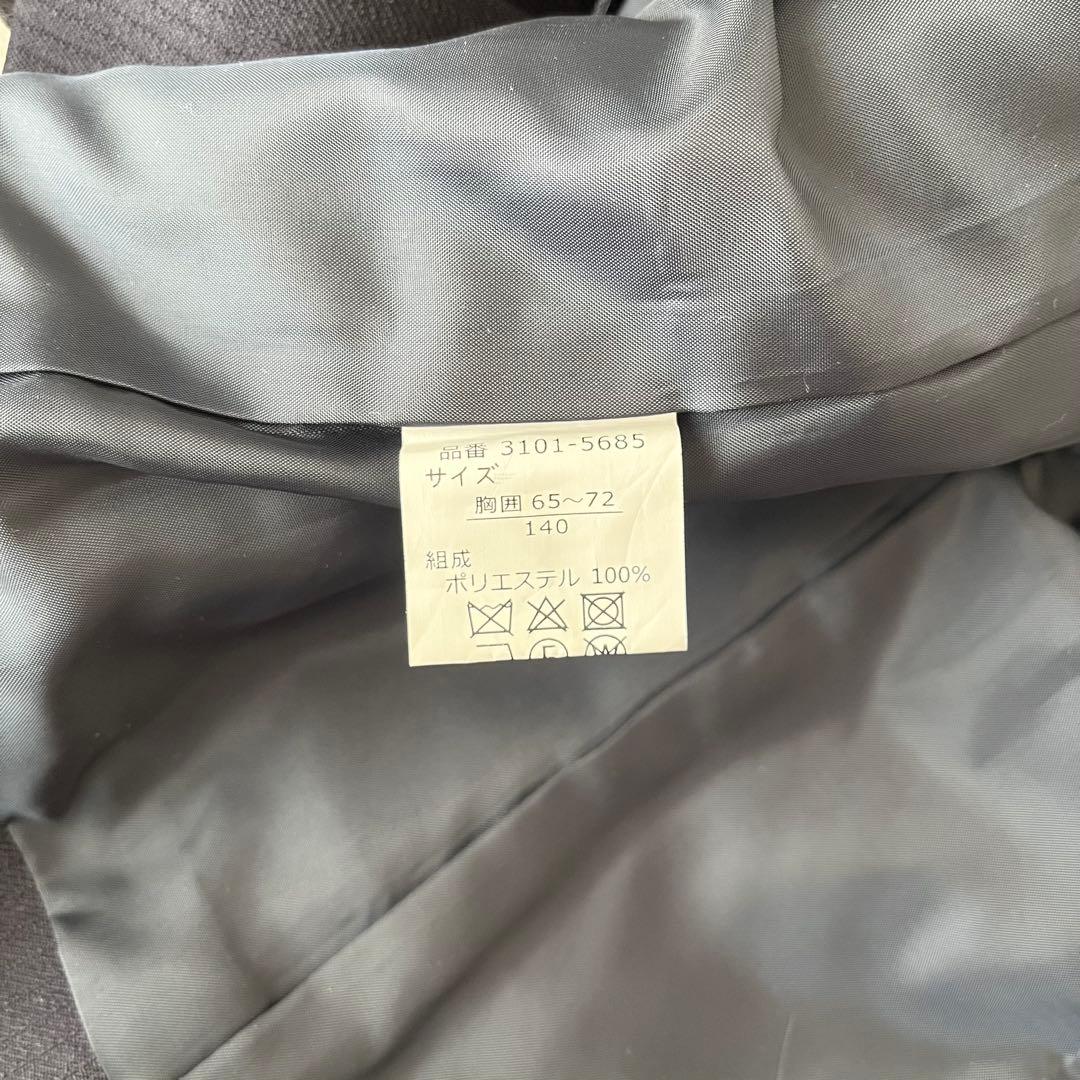 品番 3101-5685
サイズ
胸囲 65～72
140
組成
ポリエステル 100%